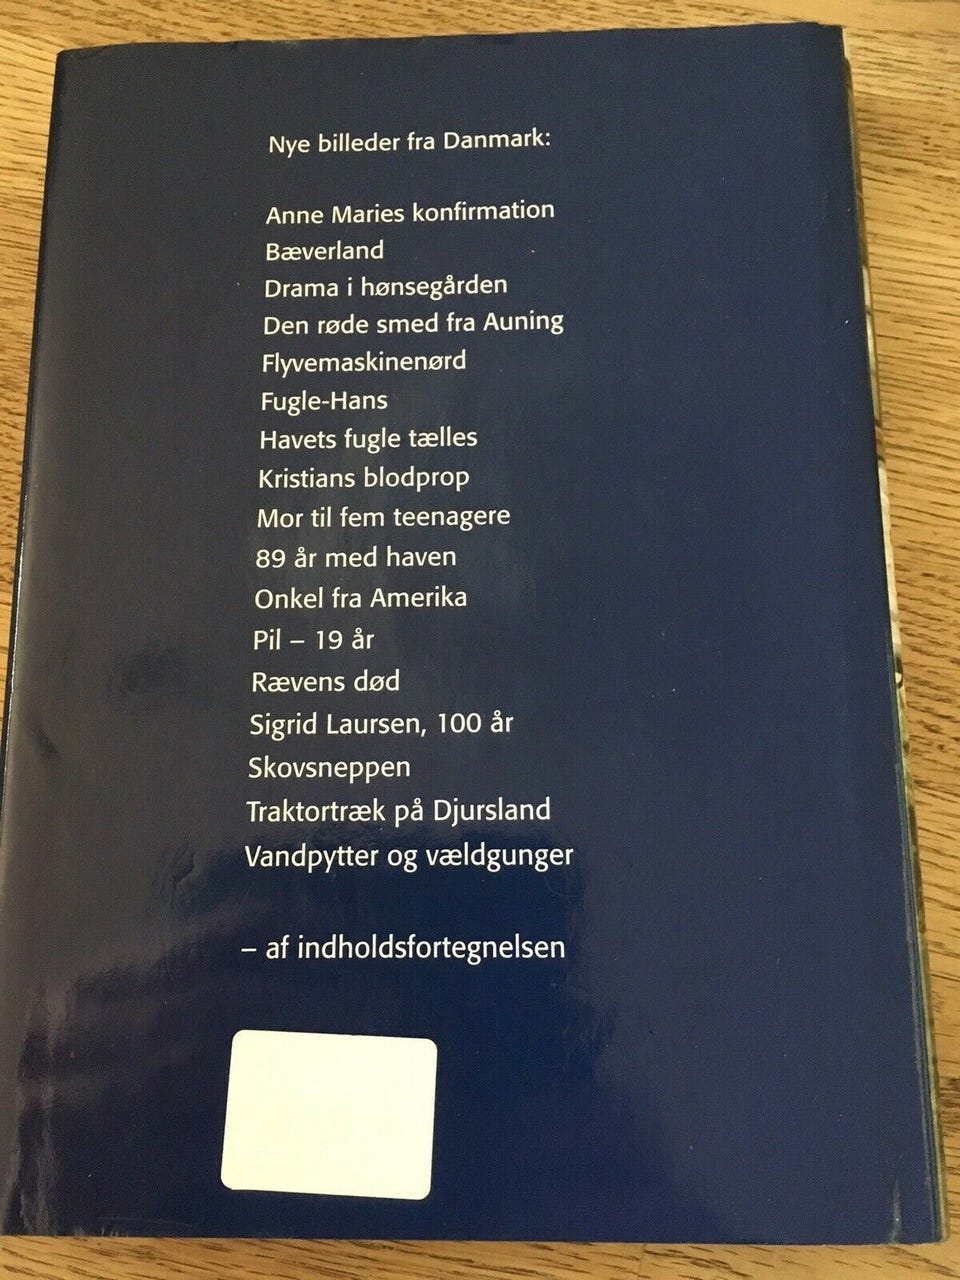 Nye billeder fra Danmark:
Anne Maries konfirmation
Bæverland
Drama i hønsegården
Den røde smed fra Auning
Flyvemaskinenørd
Fugle-Hans
Havets fugle tælles
Kristians blodprop
Mor til fem teenagere
89 år med haven
Onkel fra Amerika
Pil – 19 år
Rævens død
Sigrid Laursen, 100 år
Skovsneppen
Traktortræk på Djursland
Vandpytter og vældgunger
– af indholdsfortegnelsen